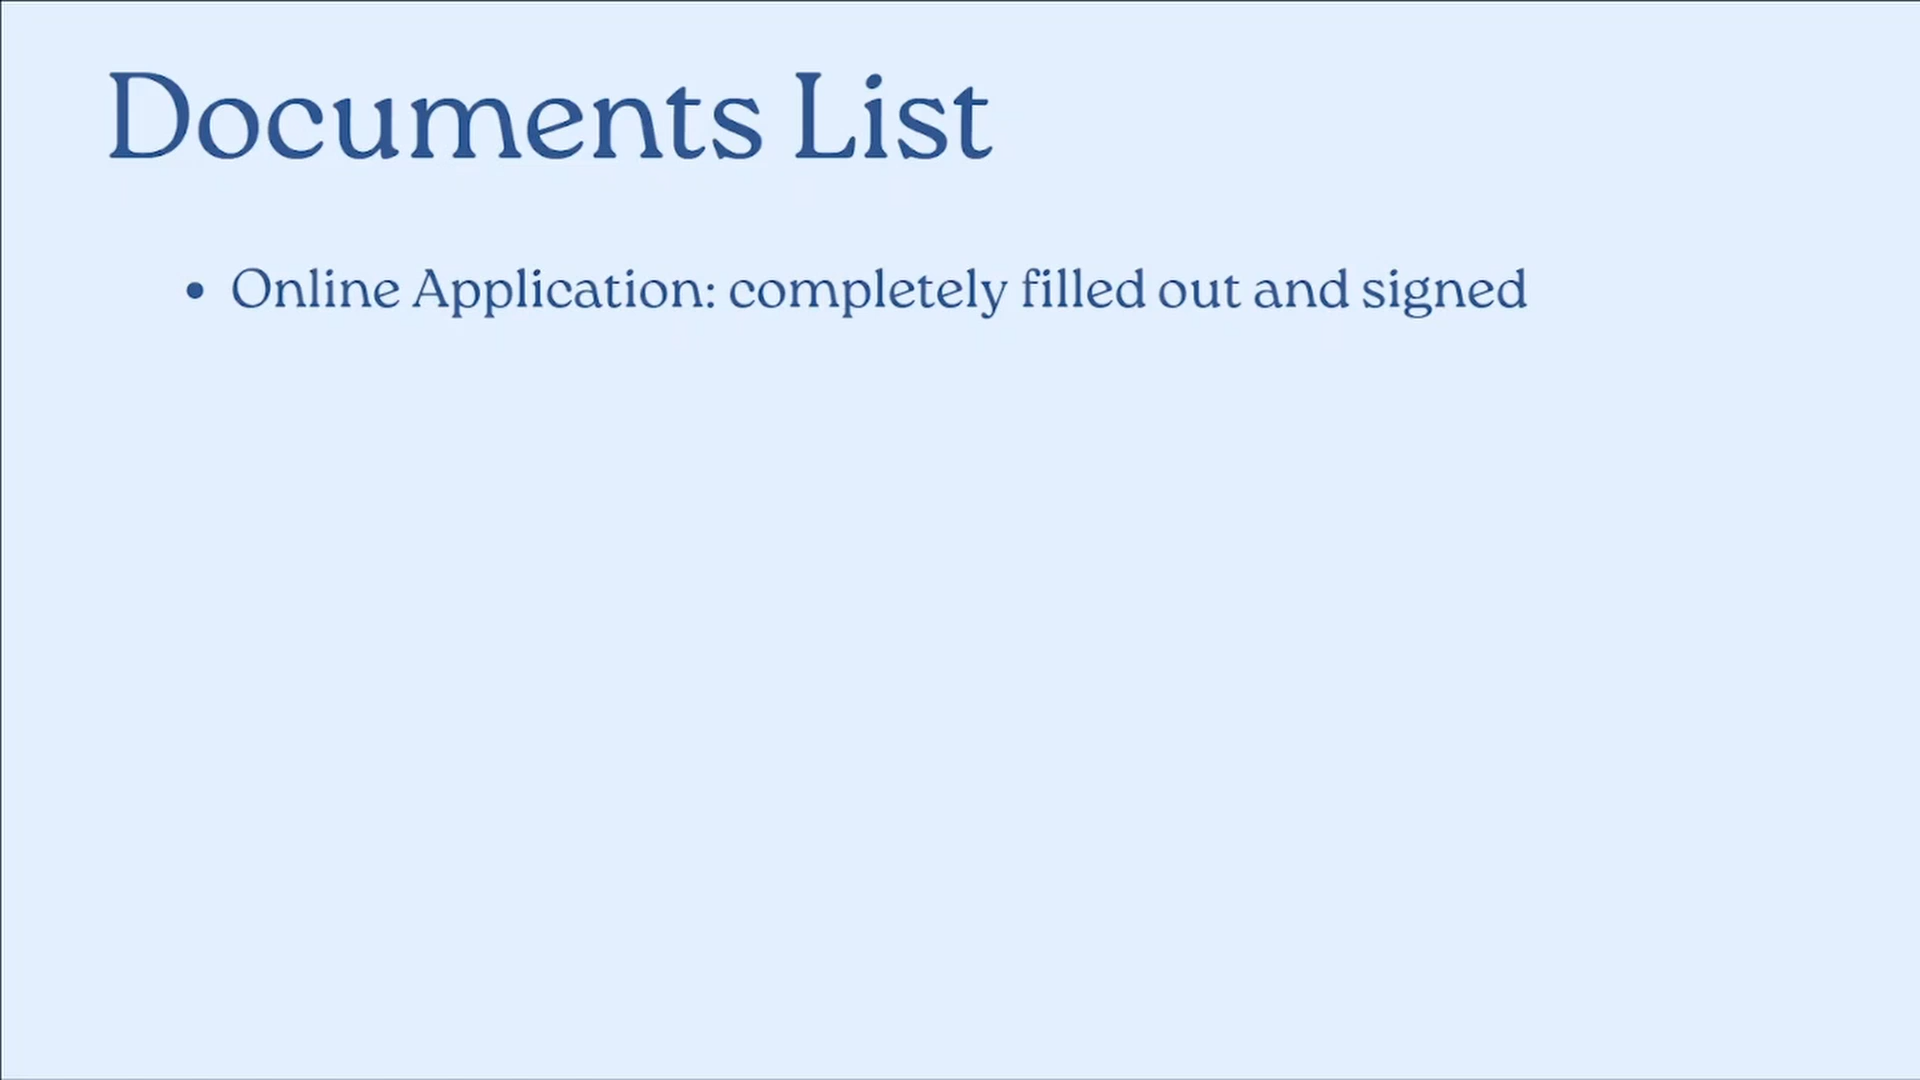 Documents List
• Online Application: completely filled out and signed